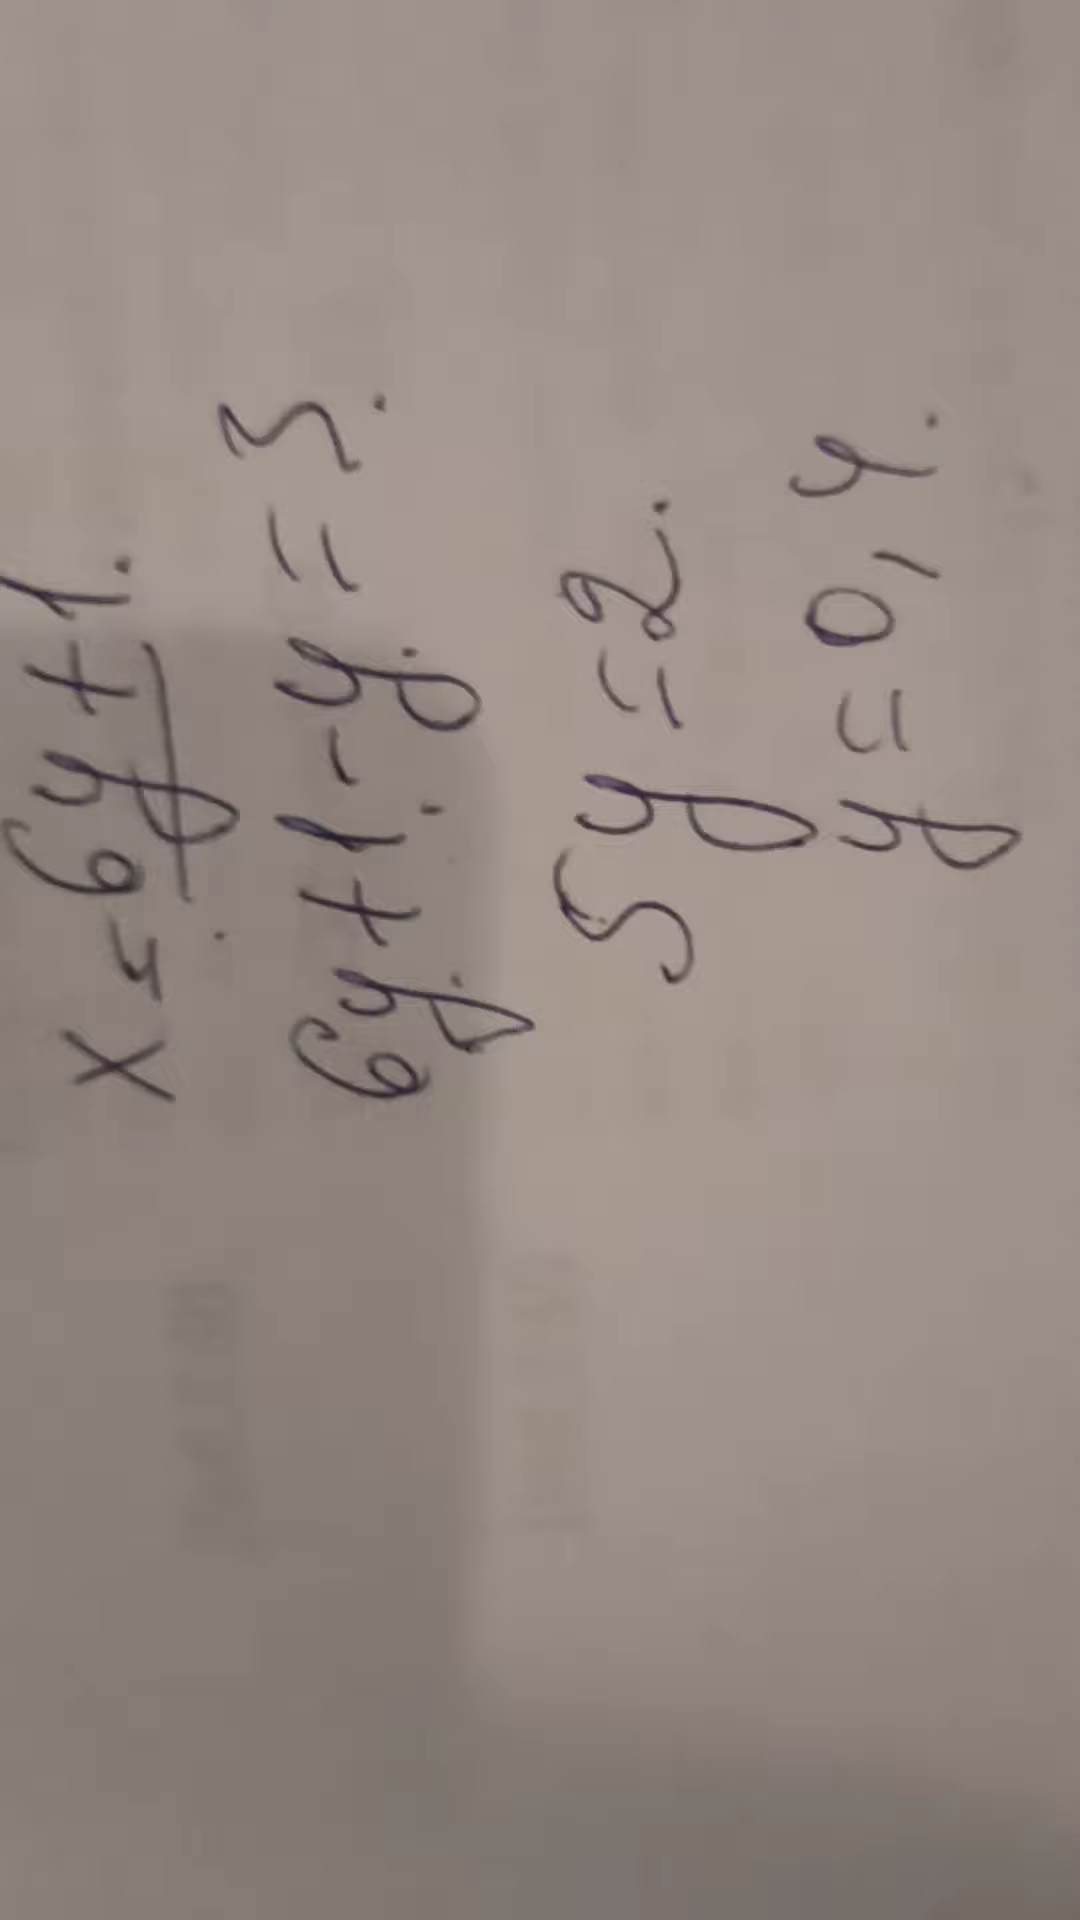 x = 6y + 1.
6y + 1 - y = 3.
5y = 2.
y = 0,4.